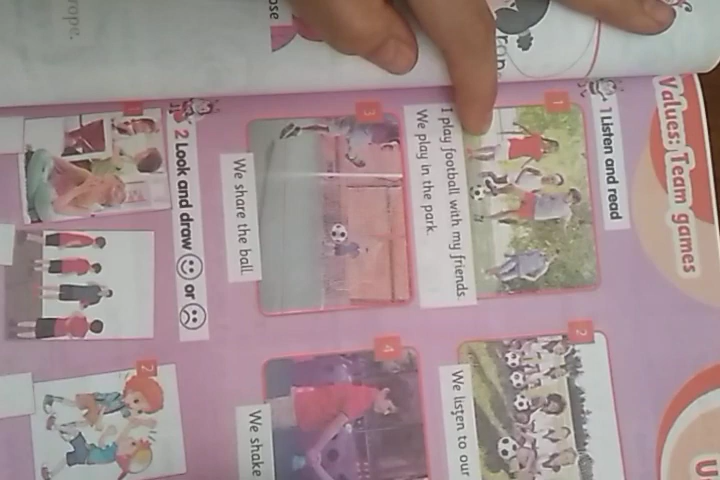 Values: Team games
1 Listen and read
1
I play football with my friends.
We play in the park.
2
We listen to our
3
We share the ball.
4
We shake
2 Look and draw or
1
2
rope.
ose